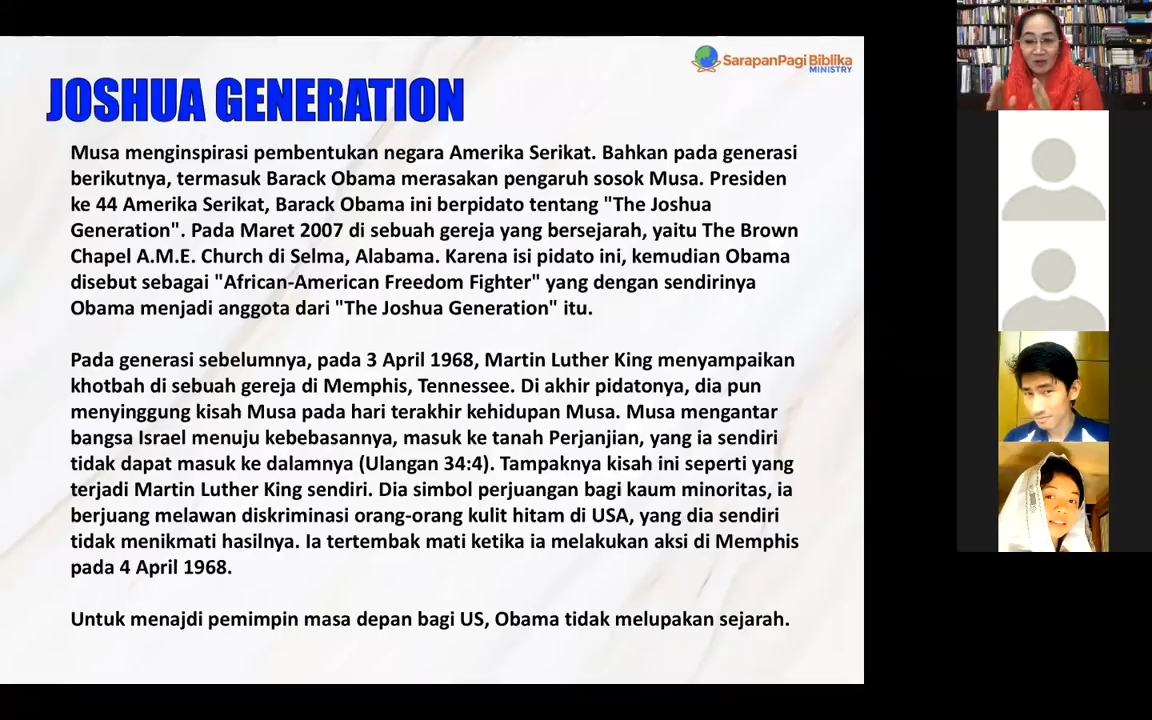 SarapanPagi Biblika
MINISTRY
JOSHUA GENERATION
Musa menginspirasi pembentukan negara Amerika Serikat. Bahkan pada generasi
berikutnya, termasuk Barack Obama merasakan pengaruh sosok Musa. Presiden
ke 44 Amerika Serikat, Barack Obama ini berpidato tentang "The Joshua
Generation". Pada Maret 2007 di sebuah gereja yang bersejarah, yaitu The Brown
Chapel A.M.E. Church di Selma, Alabama. Karena isi pidato ini, kemudian Obama
disebut sebagai "African-American Freedom Fighter" yang dengan sendirinya
Obama menjadi anggota dari "The Joshua Generation" itu.
Pada generasi sebelumnya, pada 3 April 1968, Martin Luther King menyampaikan
khotbah di sebuah gereja di Memphis, Tennessee. Di akhir pidatonya, dia pun
menyinggung kisah Musa pada hari terakhir kehidupan Musa. Musa mengantar
bangsa Israel menuju kebebasannya, masuk ke tanah Perjanjian, yang ia sendiri
tidak dapat masuk ke dalamnya (Ulangan 34:4). Tampaknya kisah ini seperti yang
terjadi Martin Luther King sendiri. Dia simbol perjuangan bagi kaum minoritas, ia
berjuang melawan diskriminasi orang-orang kulit hitam di USA, yang dia sendiri
tidak menikmati hasilnya. Ia tertembak mati ketika ia melakukan aksi di Memphis
pada 4 April 1968.
Untuk menajdi pemimpin masa depan bagi US, Obama tidak melupakan sejarah.